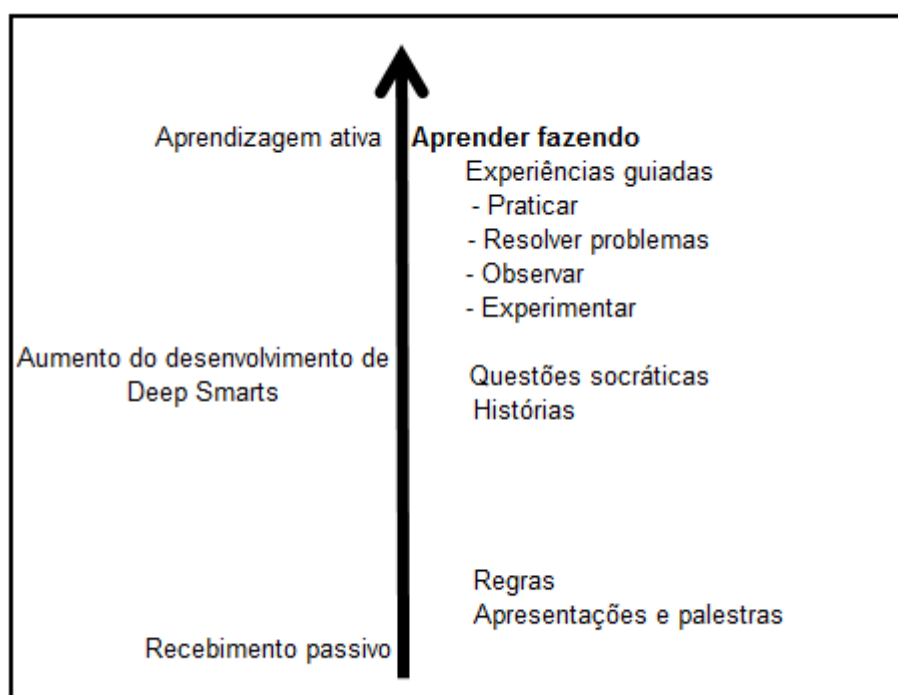 Aprendizagem ativa
Aprender fazendo
Experiências guiadas
- Praticar
- Resolver problemas
- Observar
- Experimentar
Aumento do desenvolvimento de
Deep Smarts
Questões socráticas
Histórias
Regras
Apresentações e palestras
Recebimento passivo